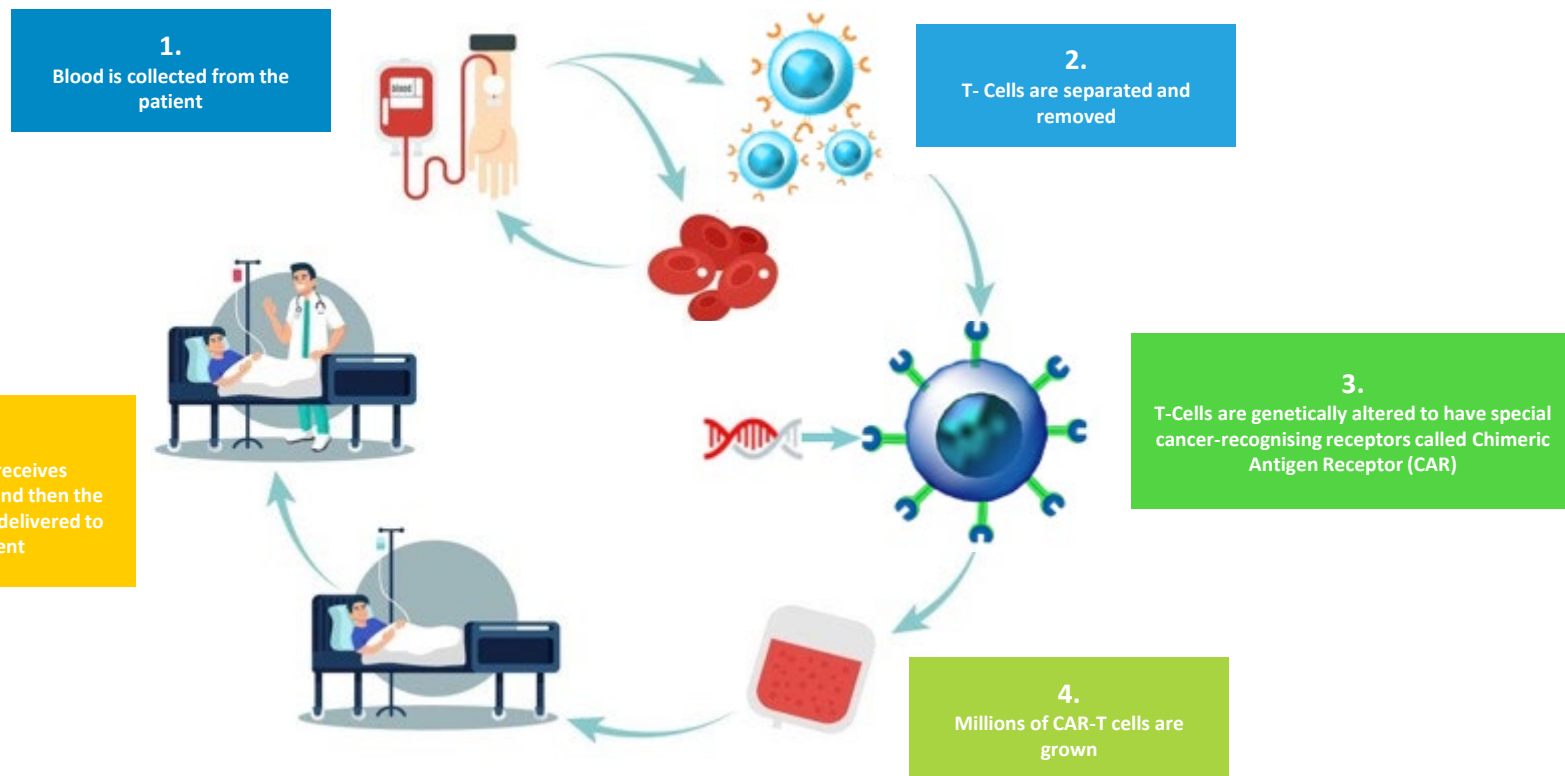 1.
Blood is collected from the
patient
blood
2.
T- Cells are separated and
removed
3.
T-Cells are genetically altered to have special
cancer-recognising receptors called Chimeric
Antigen Receptor (CAR)
4.
Millions of CAR-T cells are
grown
receives
nd then the
delivered to
ent